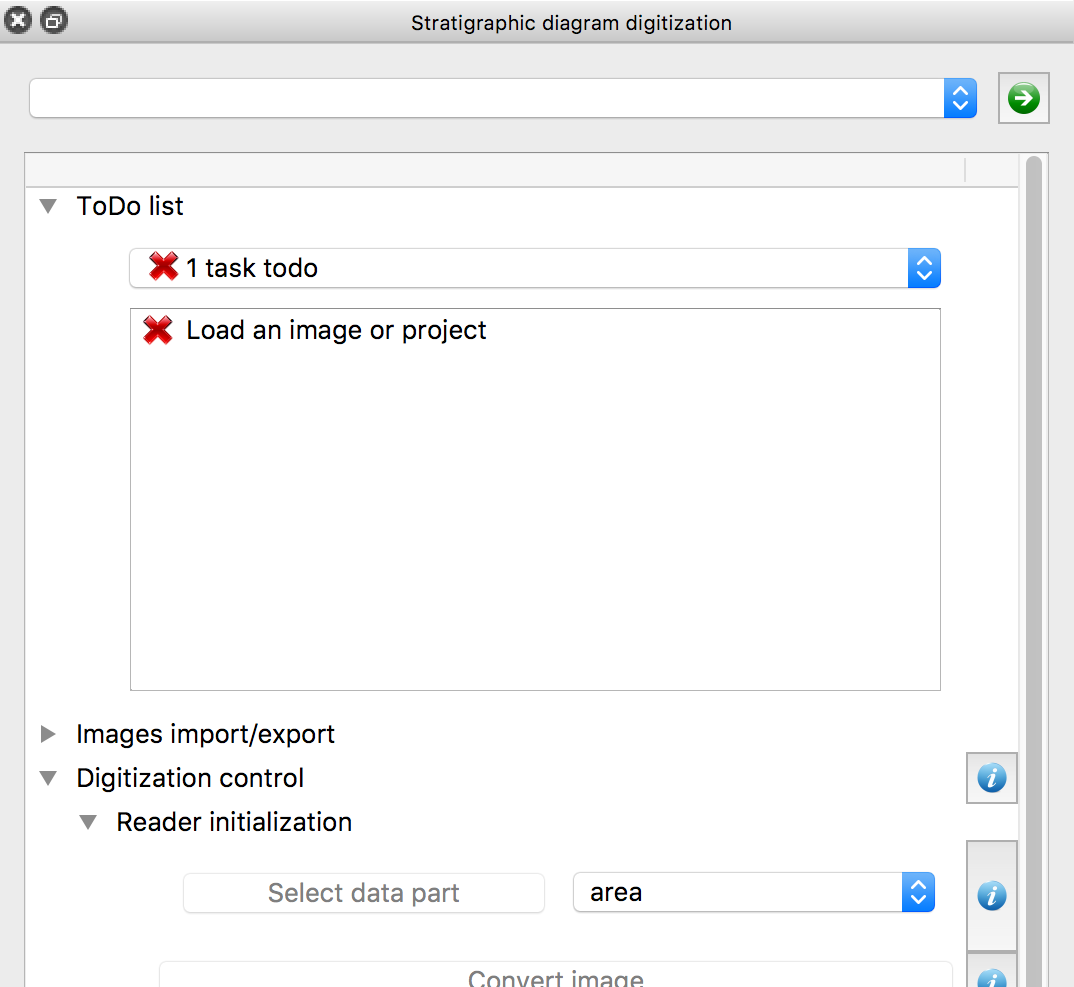 Stratigraphic diagram digitization
ToDo list
1 task todo
Load an image or project
Images import/export
Digitization control
Reader initialization
Select data part
area
Convert image